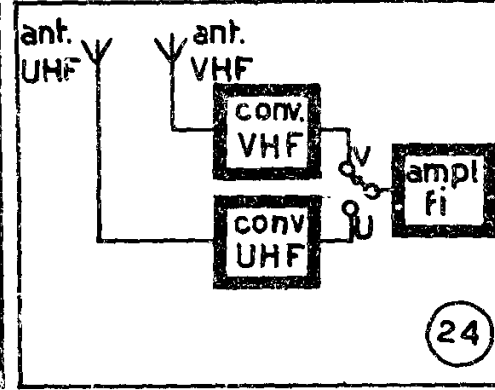 ant.
UHF
ant.
VHF
conv.
VHF
V
ampl
fi
conv
UHF
U
24